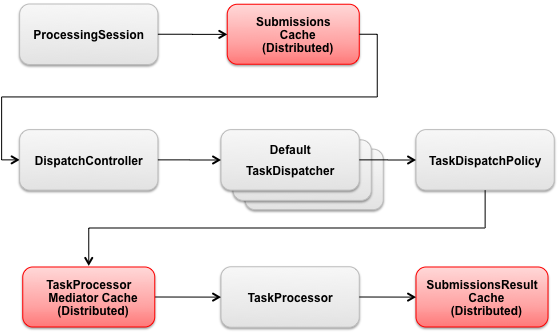 ProcessingSession
Submissions
Cache
(Distributed)
DispatchController
Default
TaskDispatcher
TaskDispatchPolicy
TaskProcessor
Mediator Cache
(Distributed)
TaskProcessor
SubmissionsResult
Cache
(Distributed)